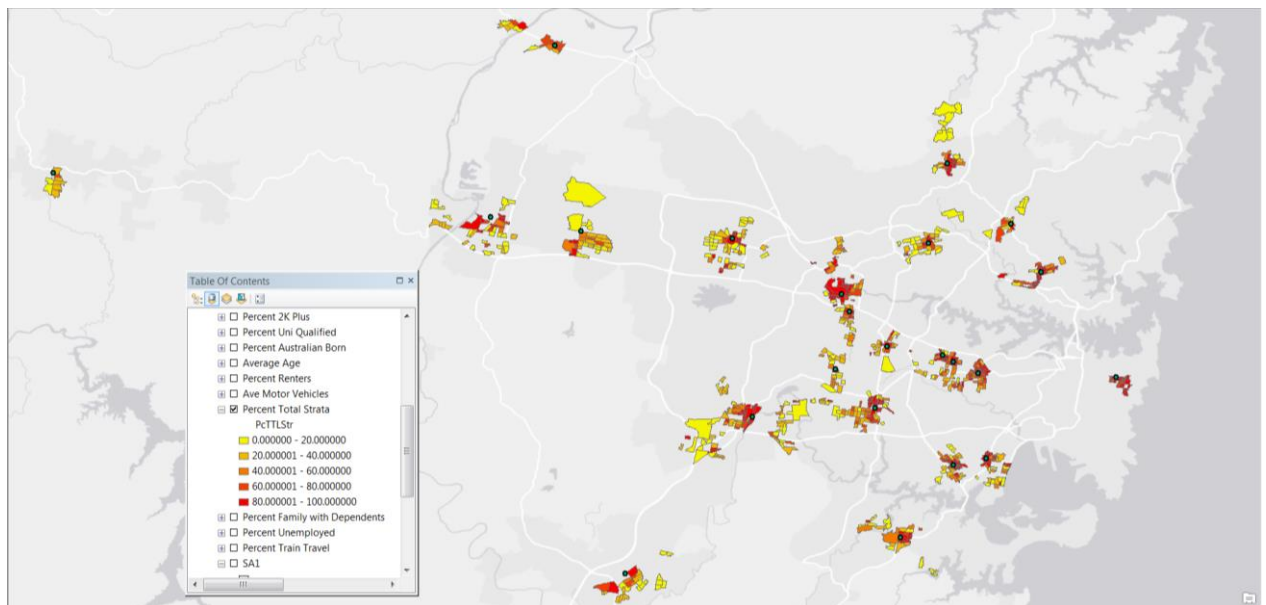 Table Of Contents
Percent 2K Plus
Percent Uni Qualified
Percent Australian Born
Average Age
Percent Renters
Ave Motor Vehicles
Percent Total Strata
PcTTLStr
0.000000 - 20.000000
20.000001 - 40.000000
40.000001 - 60.000000
60.000001 - 80.000000
80.000001 - 100.000000
Percent Family with Dependents
Percent Unemployed
Percent Train Travel
SA1